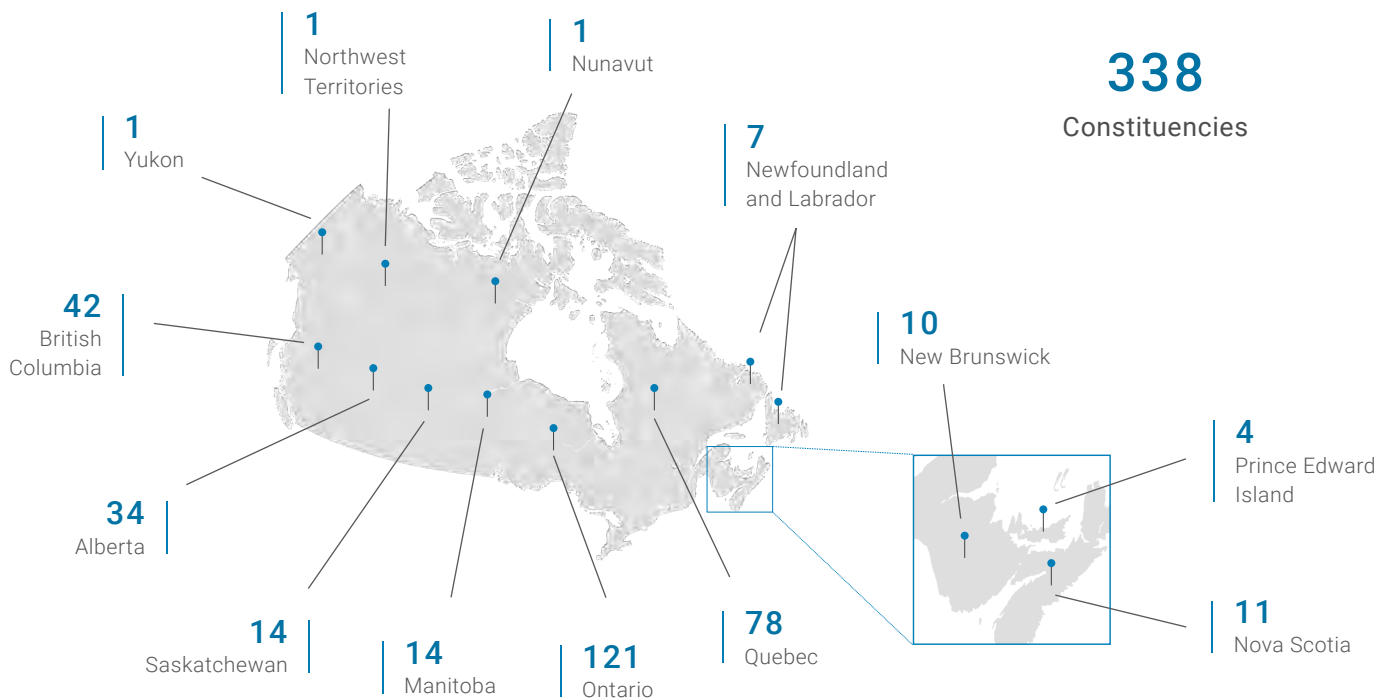 1
Northwest
Territories
1
Nunavut
338
Constituencies
1
Yukon
7
Newfoundland
and Labrador
42
British
Columbia
10
New Brunswick
4
Prince Edward
Island
34
Alberta
14
Saskatchewan
14
Manitoba
121
Ontario
78
Quebec
11
Nova Scotia